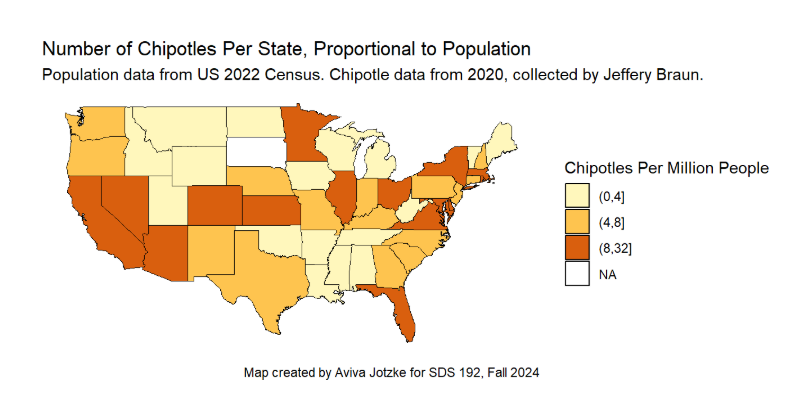 Number of Chipotles Per State, Proportional to Population
Population data from US 2022 Census. Chipotle data from 2020, collected by Jeffery Braun.
Chipotles Per Million People
(0,4]
(4.8]
(8,32]
NA
Map created by Aviva Jotzke for SDS 192, Fall 2024